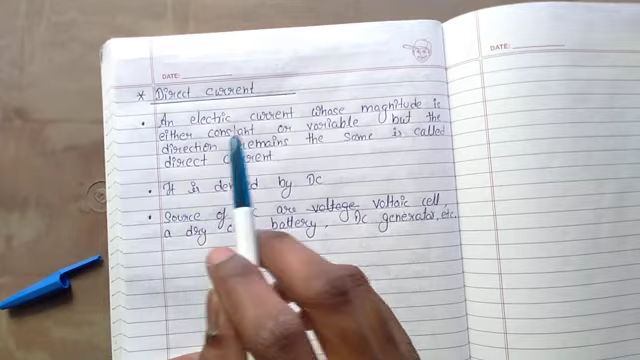 DATE:
DATE:
* Direct current
• An electric current whose magnitude is
either constant or variable but the
direction remains the same is called
direct current
• It is by Dc
• Source of are voltage voltaic cell,
a dry battery, Dc generator, etc.